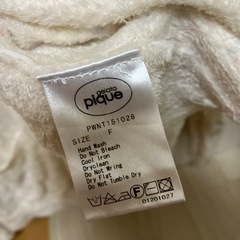 gelato
pique
PWNT151028
SIZE F
Hand Wash
Do Not Bleach
Cool Iron
Dryclean
Do Not Wring
Dry Flat
Do Not Tumble Dry
01201027